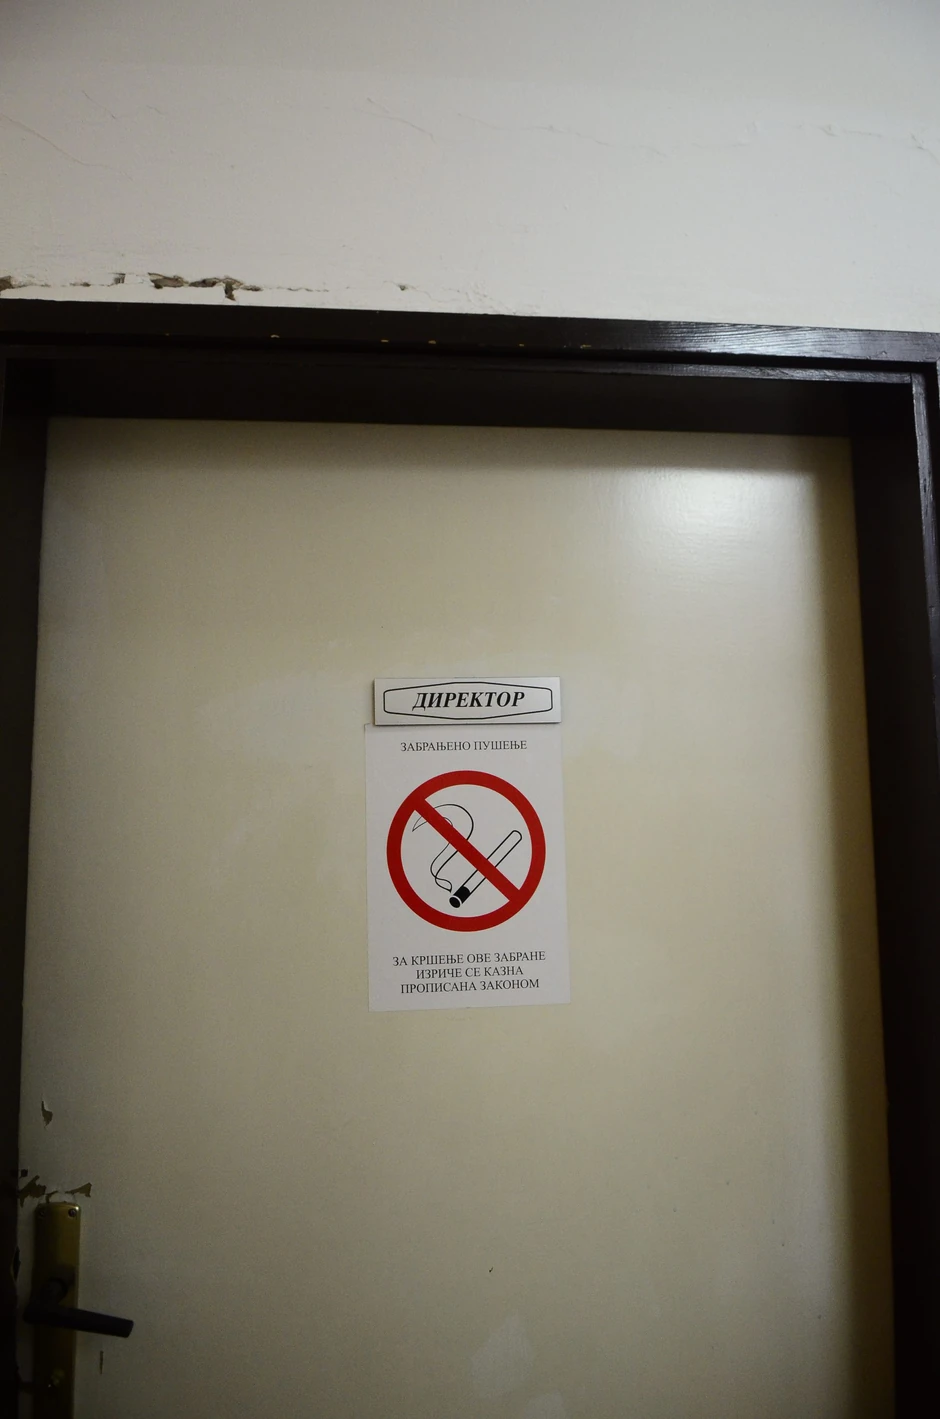 ДИРЕКТОР
ЗАБРАЊЕНО ПУШЕЊЕ
ЗА КРШЕЊЕ ОВЕ ЗАБРАНЕ
ИЗРИЧЕ СЕ КАЗНА
ПРОПИСАНА ЗАКОНОМ